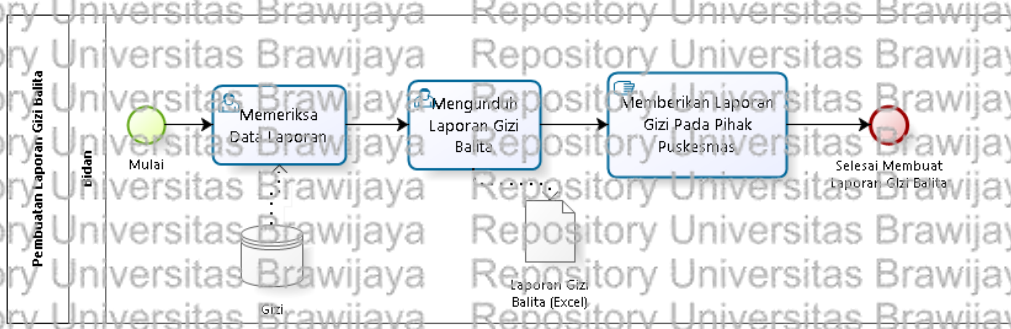 Repository Universitas Brawijaya
Pembuatan Laporan Gizi Balita
Bidan
Mulai
Memeriksa
Data Laporan
Mengunduh
Laporan Gizi
Balita
Memberikan Laporan
Gizi Pada Pihak
Puskesmas
Selesai Membuat
Laporan Gizi Balita
Gizi
Laporan Gizi
Balita (Excel)